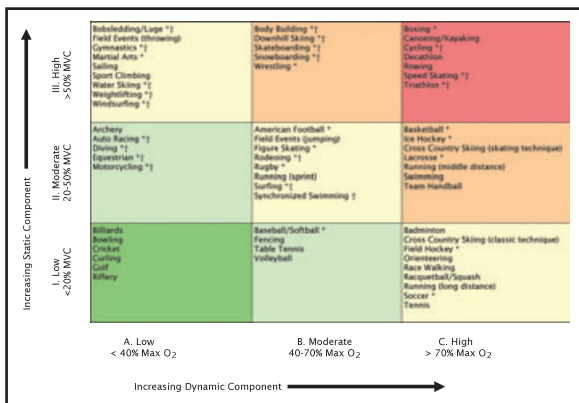 Increasing Static Component
III. High
>50% MVC
Bobsledding/Luge *†
Field Events (throwing)
Gymnastics *†
Martial Arts *
Sailing
Sport Climbing
Water Skiing *†
Weightlifting *†
Windsurfing *†
Body Building *†
Downhill Skiing *†
Skateboarding *†
Snowboarding *†
Wrestling *
Boxing *
Canoeing/Kayaking
Cycling *†
Decathlon
Rowing
Speed Skating *†
Triathlon *†
II. Moderate
20-50% MVC
Archery
Auto Racing *†
Diving *†
Equestrian *†
Motorcycling *†
American Football *
Field Events (jumping)
Figure Skating *
Rodeoing *†
Rugby *
Running (sprint)
Surfing *†
Synchronized Swimming †
Basketball *
Ice Hockey *
Cross Country Skiing (skating technique)
Lacrosse *
Running (middle distance)
Swimming
Team Handball
I. Low
<20% MVC
Billiards
Bowling
Cricket
Curling
Golf
Riflery
Baseball/Softball *
Fencing
Table Tennis
Volleyball
Badminton
Cross Country Skiing (classic technique)
Field Hockey *
Orienteering
Race Walking
Racquetball/Squash
Running (long distance)
Soccer *
Tennis
A. Low
< 40% Max O₂
B. Moderate
40-70% Max O₂
C. High
> 70% Max O₂
Increasing Dynamic Component